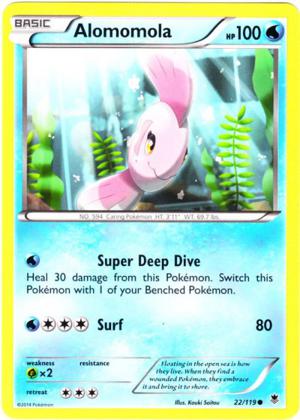 BASIC
Alomomola HP 100
NO. 594 Caring Pokémon HT: 3'11" WT: 69.7 lbs.
Super Deep Dive
Heal 30 damage from this Pokémon. Switch this
Pokémon with 1 of your Benched Pokémon.
Surf 80
weakness resistance
×2
Floating in the open sea is how
they live. When they find a
wounded Pokémon, they embrace
it and bring it to shore.
retreat
©2014 Pokémon Illus. Kouki Saitou 22/119